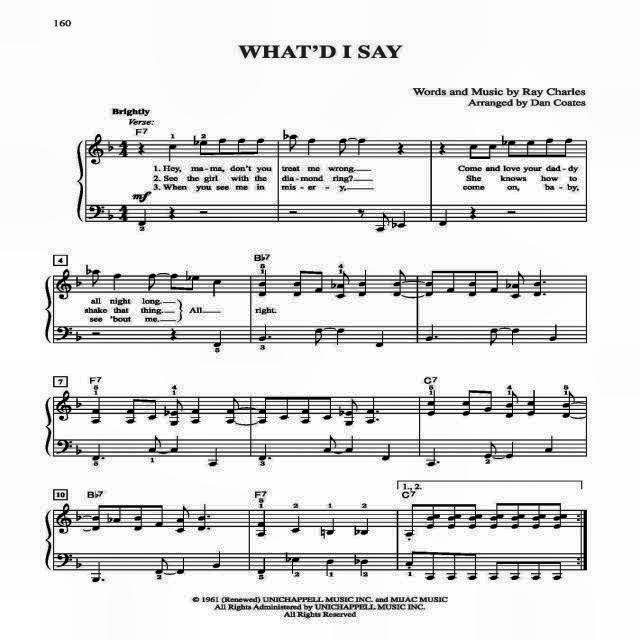 160
WHAT'D I SAY
Words and Music by Ray Charles
Arranged by Dan Coates
Brightly
Verse:
F7
1. Hey, ma-ma, don't you treat me wrong. Come and love your dad-dy
2. See the girl with the dia-mond ring? She knows how to
3. When you see me in mis-er-y, come on, ba-by,
mf
4
Bb7
all night long.
shake that thing. All right.
see 'bout me.
7
F7 C7
10
Bb7 F7 C7
1., 2.
© 1961 (Renewed) UNICHAPPELL MUSIC INC. and MIJAC MUSIC
All Rights Administered by UNICHAPPELL MUSIC INC.
All Rights Reserved